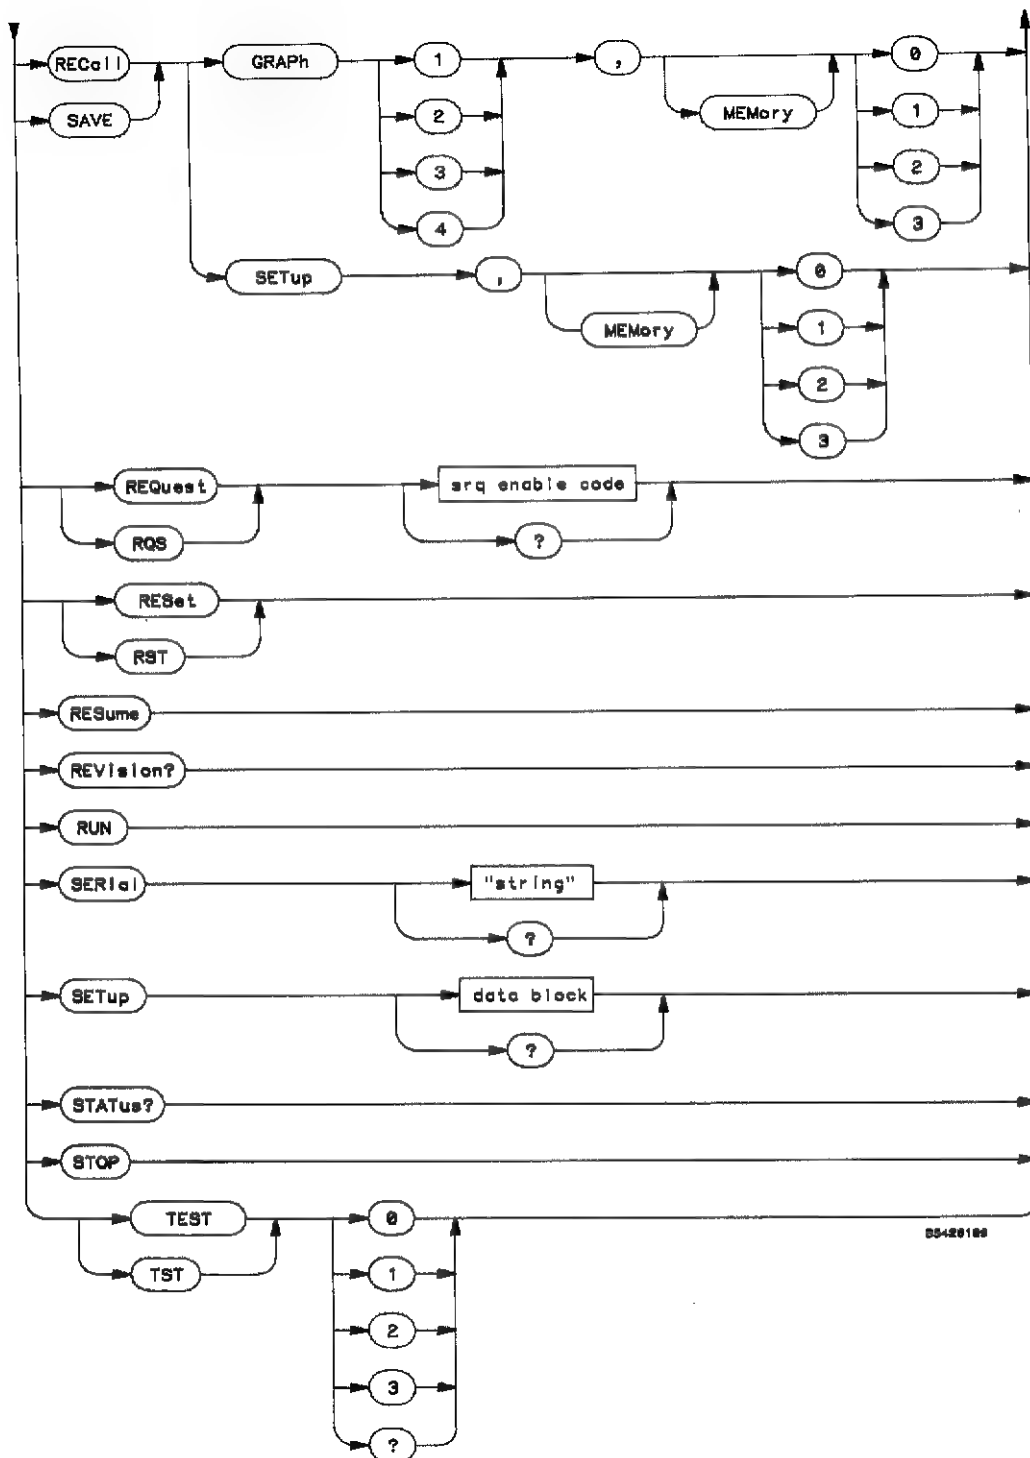 RECall GRAPh 1 , 0
SAVE 2 MEMory 1
3 2
4 3
SETup , 0
MEMory 1
2
3
REQuest srq enable code
RQS ?
RESet
RST
RESume
REVision?
RUN
SERial "string"
?
SETup data block
?
STATus?
STOP
TEST 0
TST 1
2
3
?